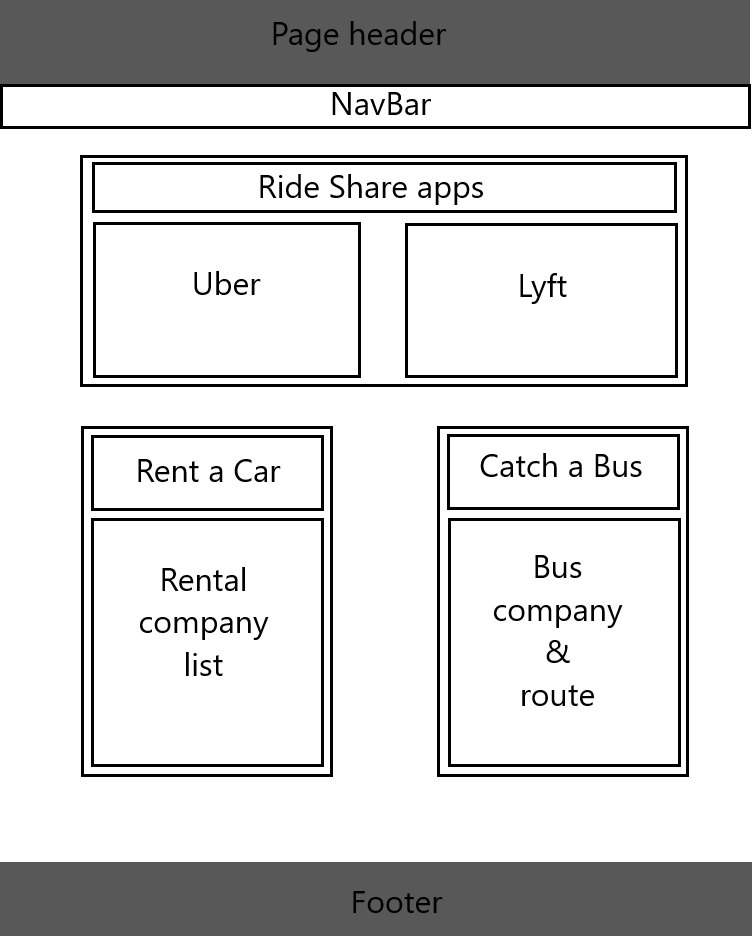 Page header
NavBar
Ride Share apps
Uber
Lyft
Rent a Car
Rental
company
list
Catch a Bus
Bus
company
&
route
Footer